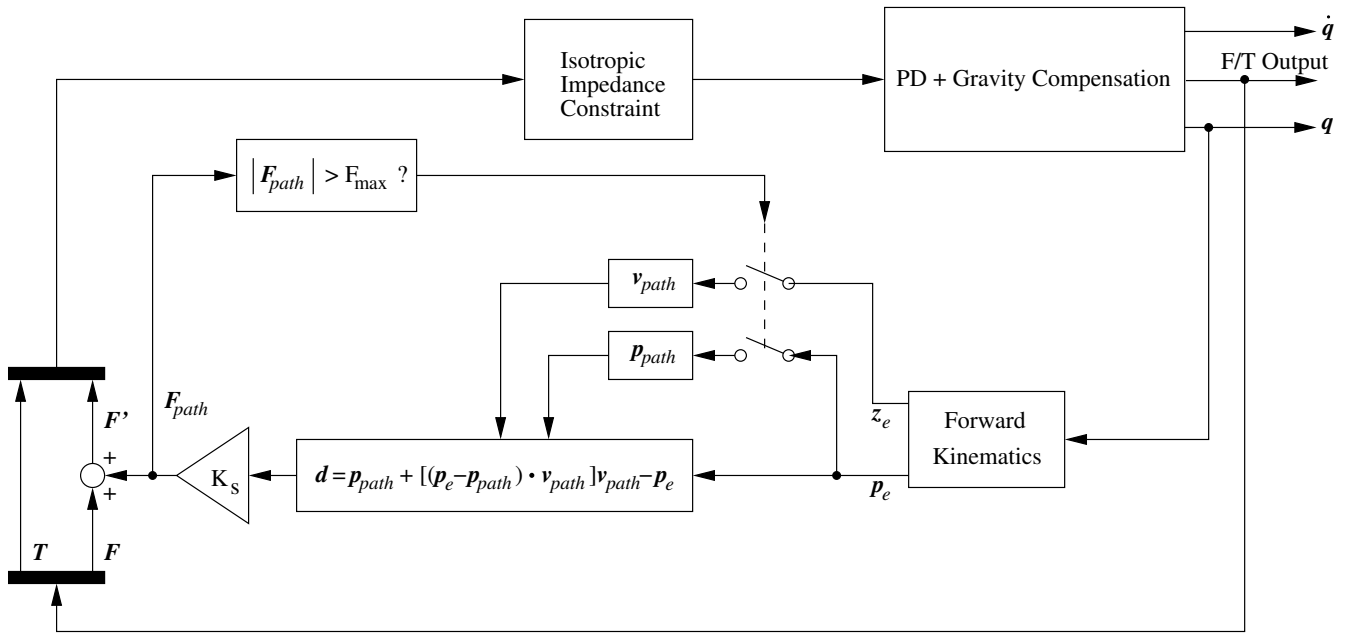 q̇
F/T Output
q
Isotropic
Impedance
Constraint
PD + Gravity Compensation
|F_path| > F_max ?
v_path
p_path
F_path
F'
+
+
K_S
d = p_path + [(p_e – p_path) • v_path] v_path – p_e
z_e
p_e
Forward
Kinematics
T
F